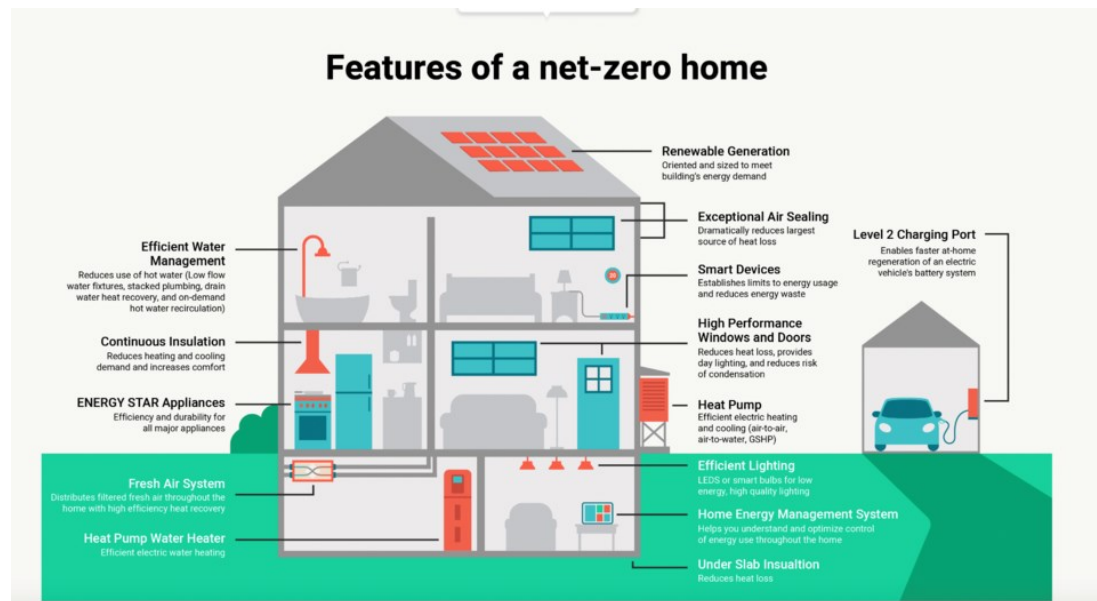 Features of a net-zero home
Renewable Generation
Oriented and sized to meet
building's energy demand
Exceptional Air Sealing
Dramatically reduces largest
source of heat loss
Smart Devices
Establishes limits to energy usage
and reduces energy waste
High Performance
Windows and Doors
Reduces heat loss, provides
day lighting, and reduces risk
of condensation
Heat Pump
Efficient electric heating
and cooling (air-to-air,
air-to-water, GSHP)
Efficient Lighting
LEDS or smart bulbs for low
energy, high quality lighting
Home Energy Management System
Helps you understand and optimize control
of energy use throughout the home
Under Slab Insualtion
Reduces heat loss
Level 2 Charging Port
Enables faster at-home
regeneration of an electric
vehicle's battery system
Efficient Water
Management
Reduces use of hot water (Low flow
water fixtures, stacked plumbing, drain
water heat recovery, and on-demand
hot water recirculation)
Continuous Insulation
Reduces heating and cooling
demand and increases comfort
ENERGY STAR Appliances
Efficiency and durability for
all major appliances
Fresh Air System
Distributes filtered fresh air throughout the
home with high efficiency heat recovery
Heat Pump Water Heater
Efficient electric water heating